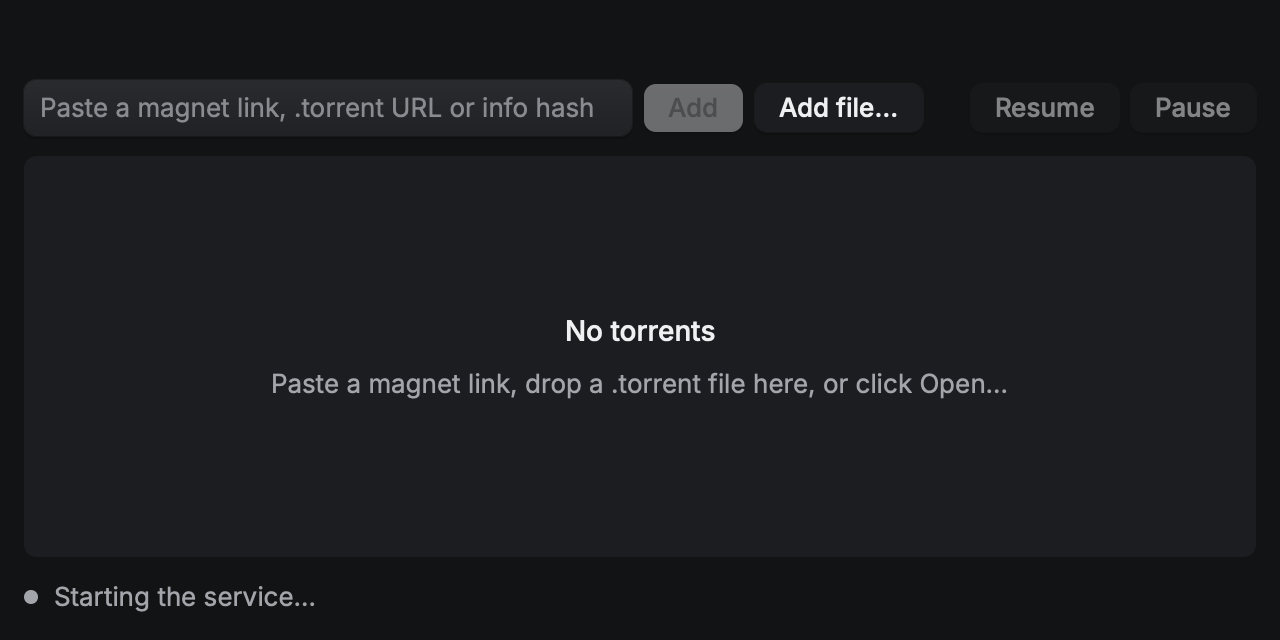 Paste a magnet link, .torrent URL or info hash Add Add file... Resume Pause
No torrents
Paste a magnet link, drop a .torrent file here, or click Open...
Starting the service...